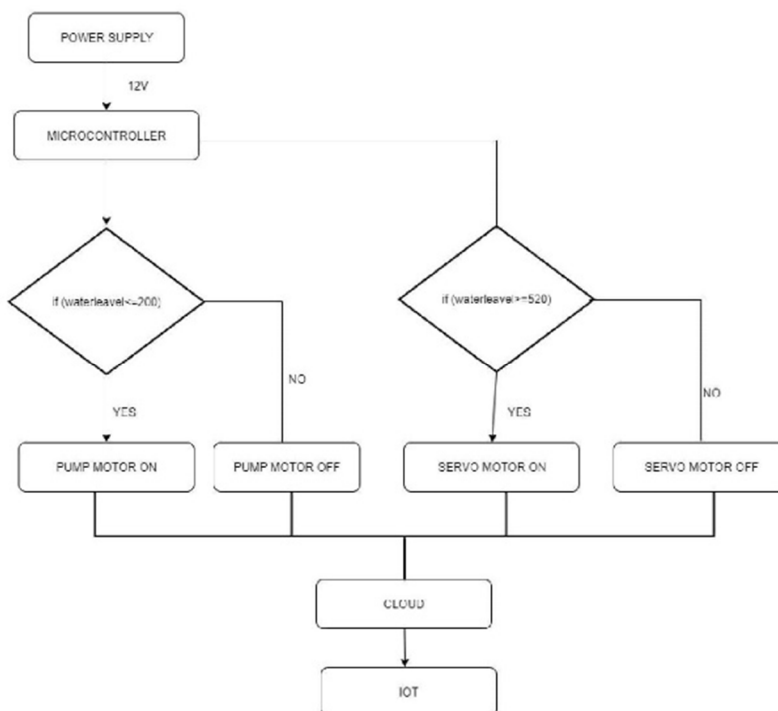 POWER SUPPLY
12V
MICROCONTROLLER
if (waterleavel<=200)
if (waterleavel>=520)
NO
NO
YES
YES
PUMP MOTOR ON
PUMP MOTOR OFF
SERVO MOTOR ON
SERVO MOTOR OFF
CLOUD
IOT